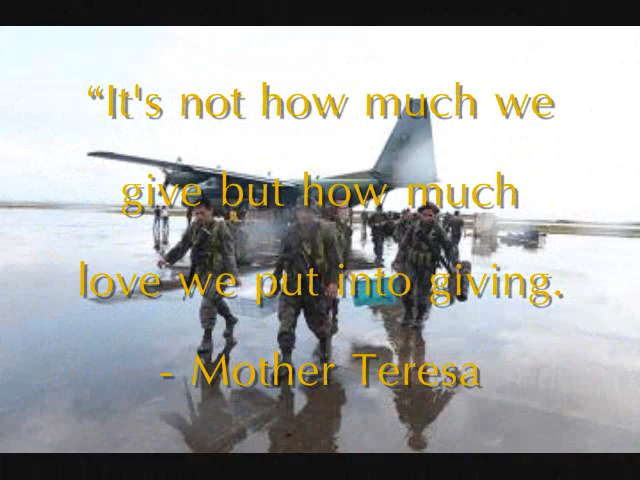 “It's not how much we
give but how much
love we put into giving.
- Mother Teresa